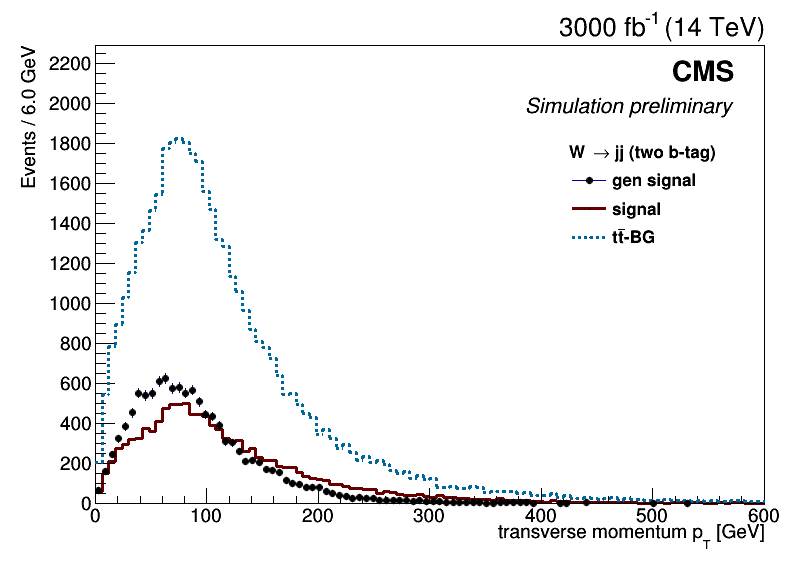 3000 fb-1 (14 TeV)
CMS
Simulation preliminary
W → jj (two b-tag)
gen signal
signal
tt̄-BG
Events / 6.0 GeV
2200
2000
1800
1600
1400
1200
1000
800
600
400
200
0
0 100 200 300 400 500 600
transverse momentum pT [GeV]